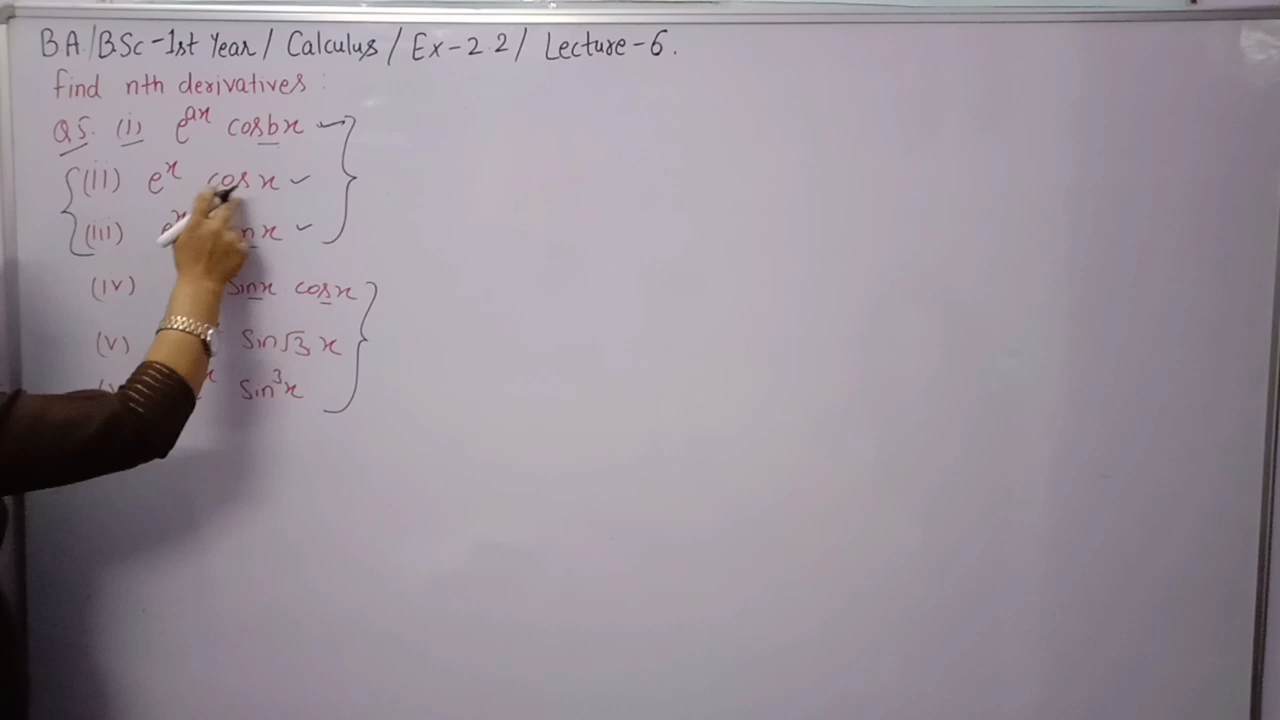 BA/BSc-1st Year/ Calculus/ Ex-2.2/ Lecture-6.
find nth derivatives:
Q5. (i) e^ax cosbx
(ii) e^x cosx
(iii) e^x
(iv) sinx cosx
(v) sin√3 x
sin^3x